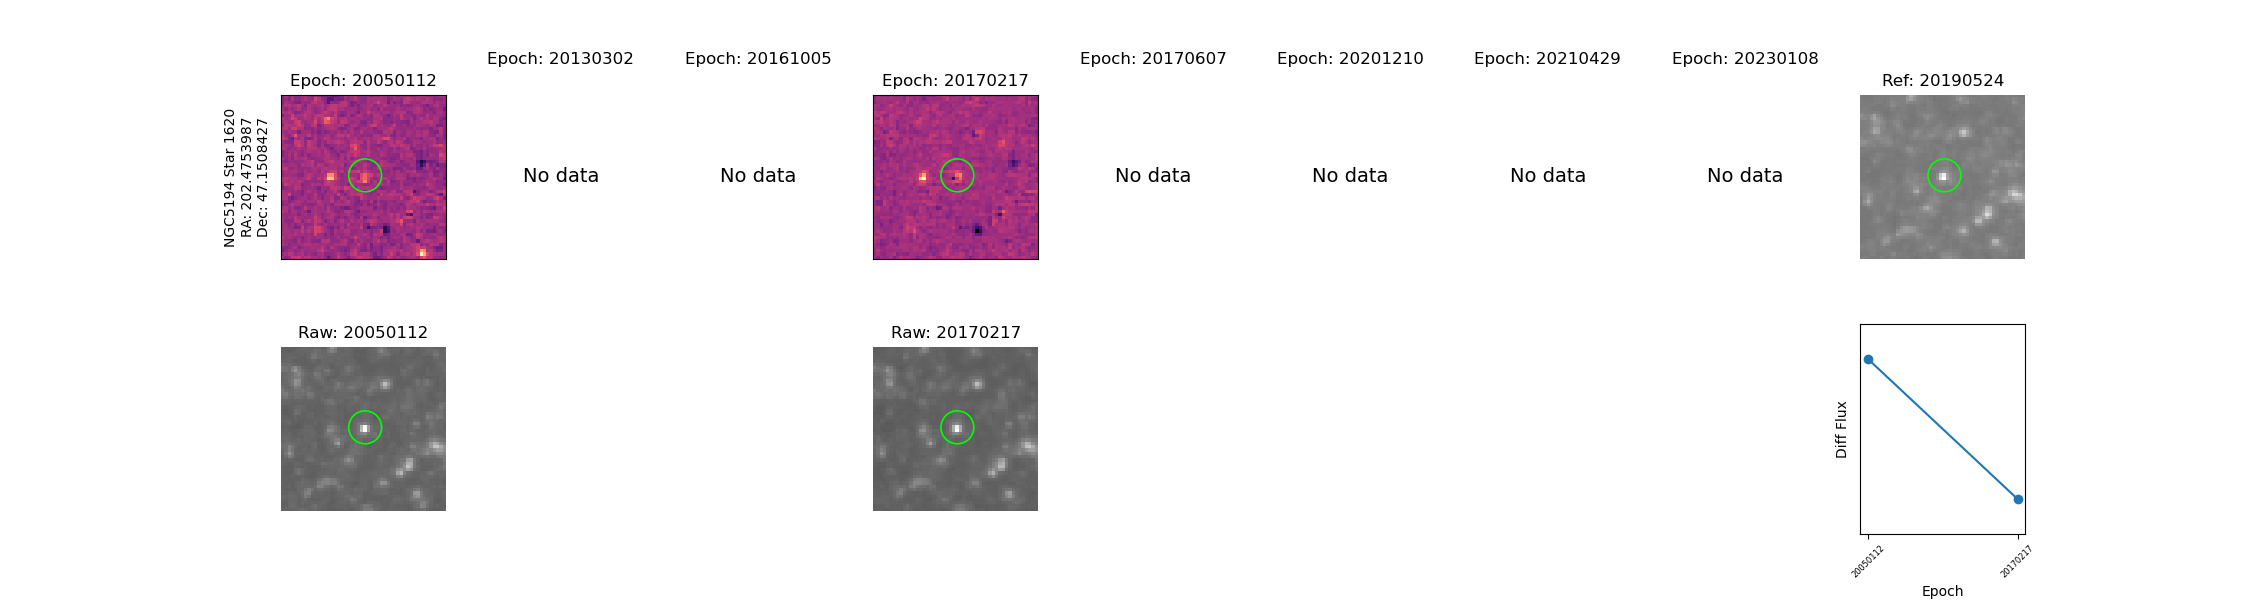 Epoch: 20130302
Epoch: 20161005
Epoch: 20170607
Epoch: 20201210
Epoch: 20210429
Epoch: 20230108
Epoch: 20050112
Epoch: 20170217
Ref: 20190524
NGC5194 Star 1620
RA: 202.4753987
Dec: 47.1508427
No data
No data
No data
No data
No data
No data
Raw: 20050112
Raw: 20170217
Diff Flux
20050112
20170217
Epoch